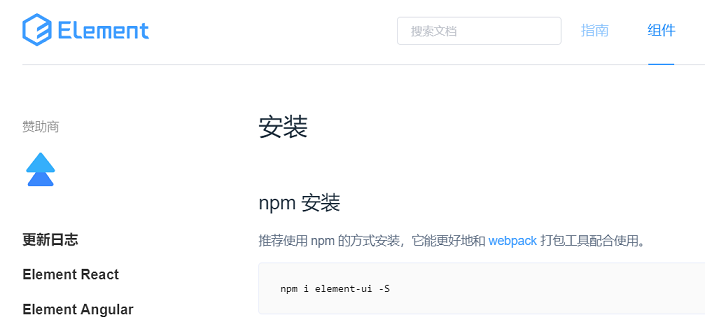 Element
搜索文档
指南
组件
赞助商
安装
npm 安装
更新日志
推荐使用 npm 的方式安装，它能更好地和 webpack 打包工具配合使用。
Element React
npm i element-ui -S
Element Angular